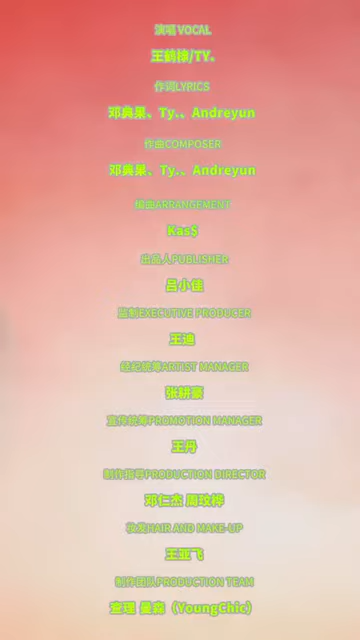 演唱 VOCAL
王鹤棣/TY.
作词LYRICS
邓典果、Ty.、Andreyun
作曲COMPOSER
邓典果、Ty.、Andreyun
编曲ARRANGEMENT
Kas$
出品人PUBLISHER
吕小佳
监制EXECUTIVE PRODUCER
王迪
经纪统筹ARTIST MANAGER
张耕豪
宣传统筹PROMOTION MANAGER
王丹
制作指导PRODUCTION DIRECTOR
邓仁杰 周玟桦
妆发HAIR AND MAKE-UP
王亚飞
制作团队PRODUCTION TEAM
查理 曼森（YoungChic）